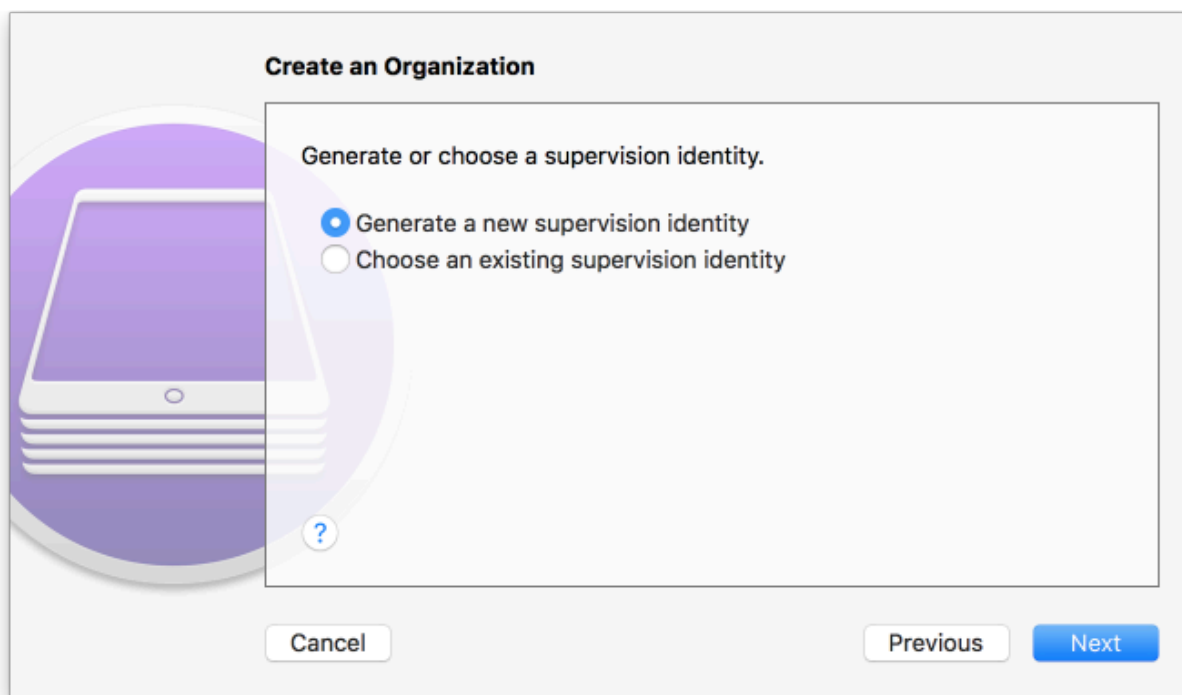 Create an Organization
Generate or choose a supervision identity.
Generate a new supervision identity
Choose an existing supervision identity
?
Cancel
Previous
Next